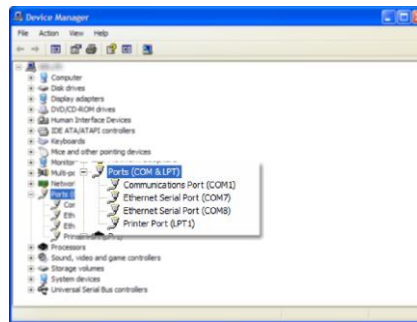 Device Manager
File Action View Help
Computer
Disk drives
Display adapters
DVD/CD-ROM drives
Human Interface Devices
IDE ATA/ATAPI controllers
Keyboards
Mice and other pointing devices
Monitor
Multi-po
Networ
Ports (COM & LPT)
Communications Port (COM1)
Ethernet Serial Port (COM7)
Ethernet Serial Port (COM8)
Printer Port (LPT1)
Processors
Sound, video and game controllers
Storage volumes
System devices
Universal Serial Bus controllers